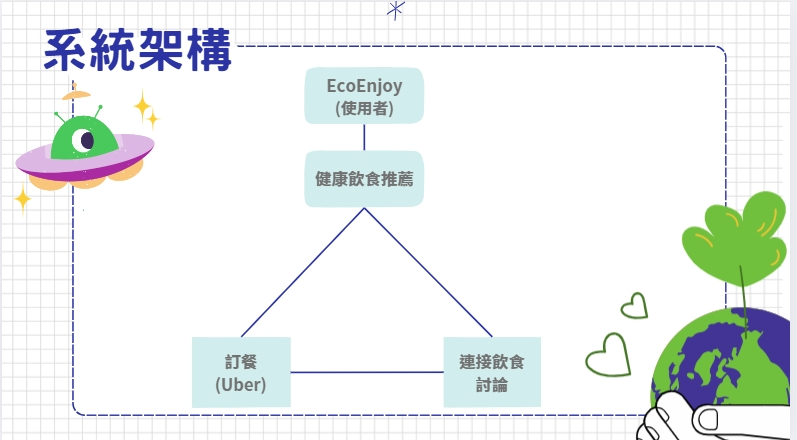 系統架構
EcoEnjoy
(使用者)
健康飲食推薦
訂餐
(Uber)
連接飲食
討論